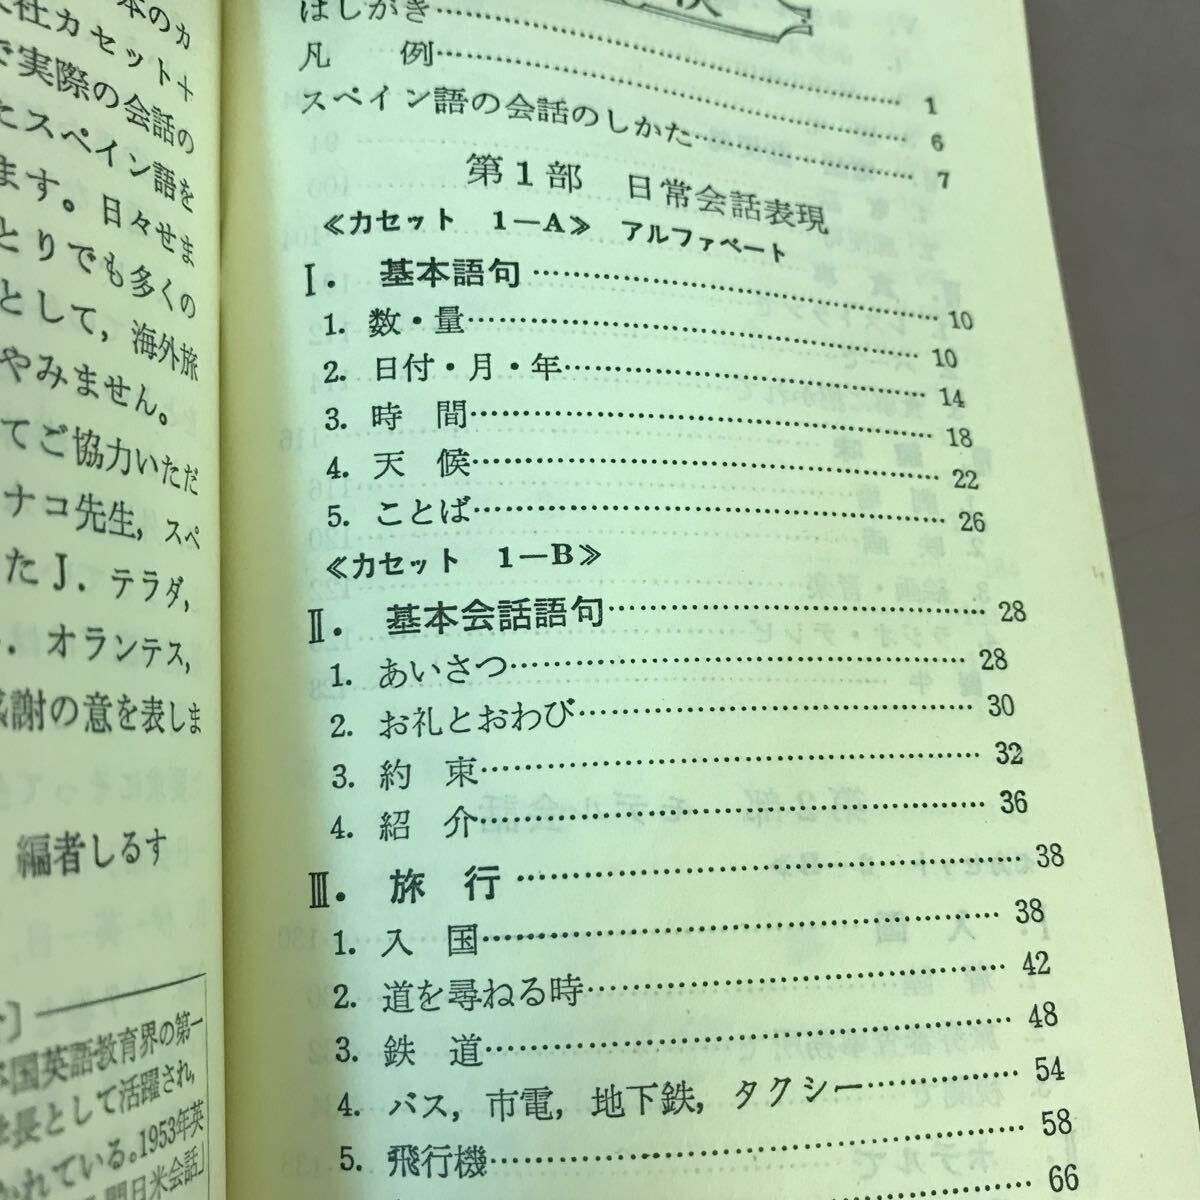 本のカ
社カセット＋
で実際の会話の
たスペイン語を
ます。日々せま
とりでも多くの
として，海外旅
やみません。
てご協力いただ
ナコ先生，スペ
たＪ．テラダ，
．オランテス，
感謝の意を表しま
編者しるす
国英語教育界の第一
学長として活躍され，
かれている。1953年英
日米会話」
はしがき…… 1
凡　例…… 6
スペイン語の会話のしかた…… 7
第１部　日常会話表現
≪カセット　1―A≫　アルファベート
Ⅰ．基本語句…… 10
1. 数・量…… 10
2. 日付・月・年…… 14
3. 時　間…… 18
4. 天　候…… 22
5. ことば…… 26
≪カセット　1―B≫
Ⅱ．基本会話語句…… 28
1. あいさつ…… 28
2. お礼とおわび…… 30
3. 約　束…… 32
4. 紹　介…… 36
Ⅲ．旅　行…… 38
1. 入　国…… 38
2. 道を尋ねる時…… 42
3. 鉄　道…… 48
4. バス，市電，地下鉄，タクシー…… 54
5. 飛行機…… 58
66